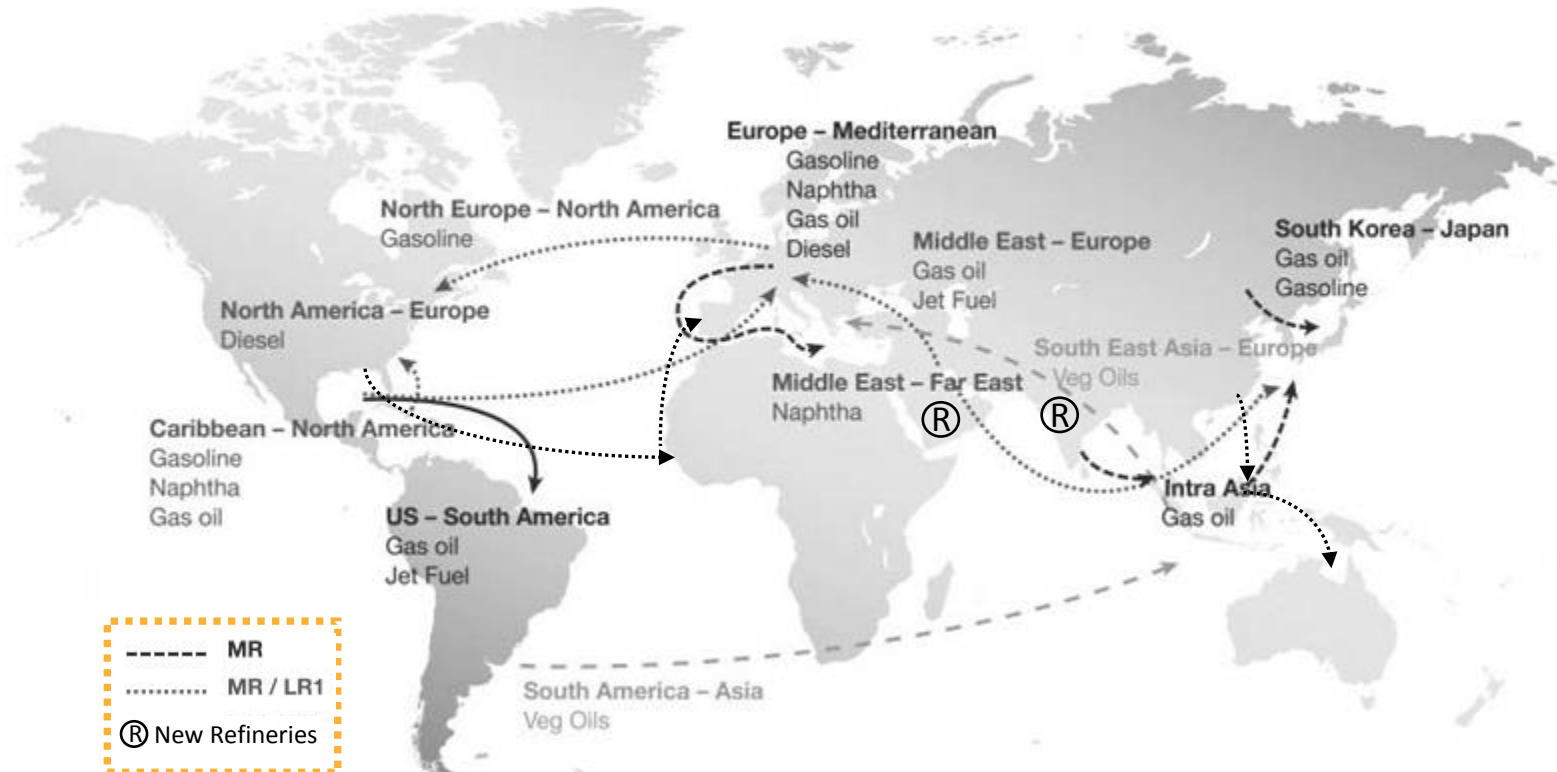 Europe – Mediterranean
Gasoline
Naphtha
Gas oil
Diesel
North Europe – North America
Gasoline
Middle East – Europe
Gas oil
Jet Fuel
South Korea – Japan
Gas oil
Gasoline
North America – Europe
Diesel
South East Asia – Europe
Veg Oils
Middle East – Far East
Naphtha
® ®
Caribbean – North America
Gasoline
Naphtha
Gas oil
Intra Asia
Gas oil
US – South America
Gas oil
Jet Fuel
South America – Asia
Veg Oils
MR
MR / LR1
® New Refineries